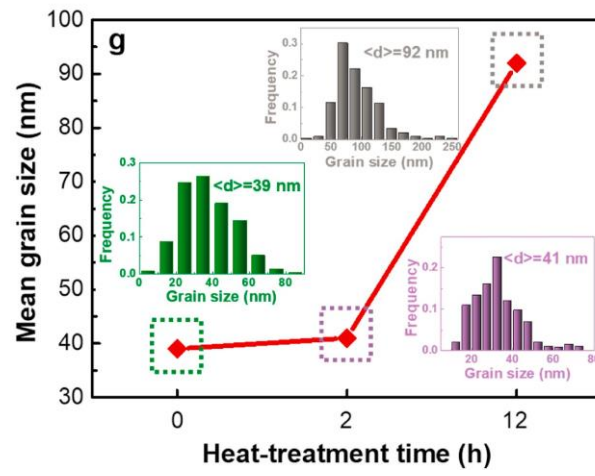 g
Mean grain size (nm)
100
90
80
70
60
50
40
30
0
2
12
Heat-treatment time (h)
<d>=92 nm
Frequency
0.3
0.2
0.1
0.0
0 50 100 150 200 250
Grain size (nm)
<d>=39 nm
Frequency
0.3
0.2
0.1
0.0
20 40 60 80
Grain size (nm)
<d>=41 nm
Frequency
0.2
0.1
0.0
20 40 60
Grain size (nm)